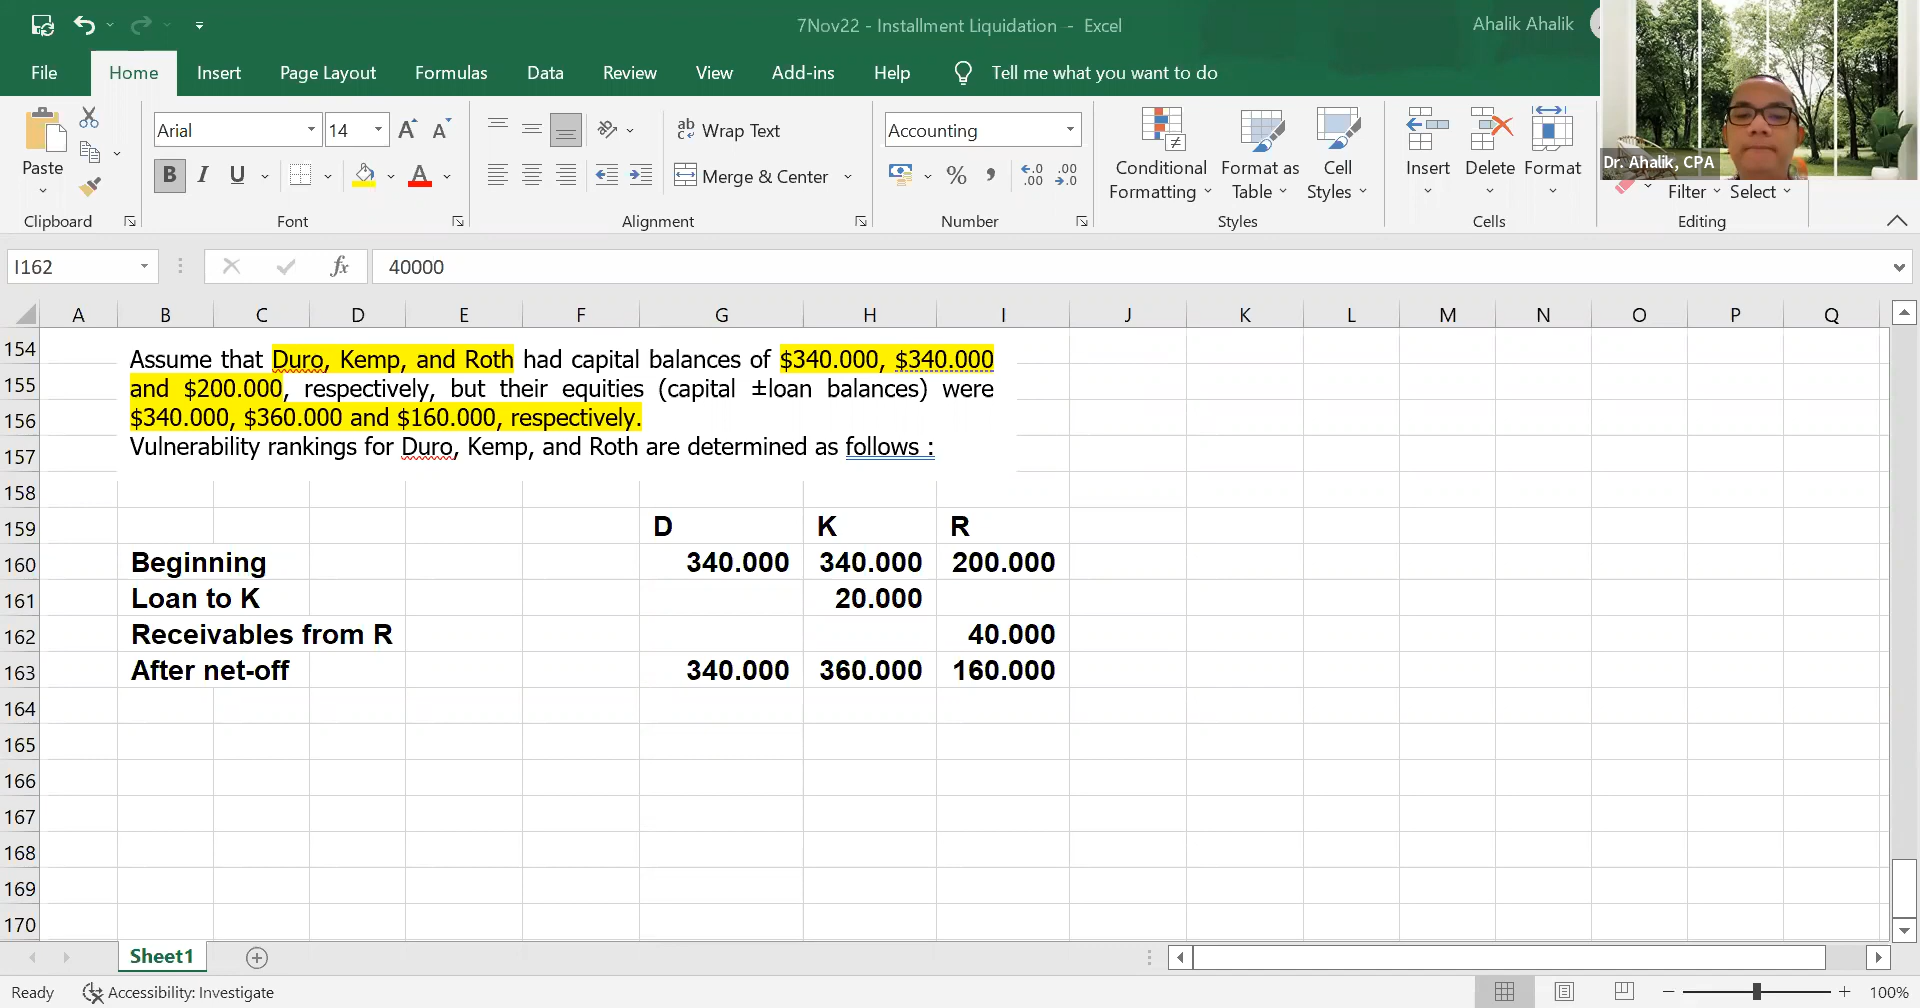 7Nov22 - Installment Liquidation - Excel
Ahalik Ahalik
File Home Insert Page Layout Formulas Data Review View Add-ins Help Tell me what you want to do
Arial 14
ab Wrap Text
Accounting
Paste
B I U
Merge & Center
% , .00 .00
Conditional Formatting
Format as Table
Cell Styles
Insert Delete Format
Dr. Ahalik, CPA
Filter Select
Clipboard Font Alignment Number Styles Cells Editing
I162 fx 40000
A B C D E F G H I J K L M N O P Q
154
Assume that Duro, Kemp, and Roth had capital balances of $340.000, $340.000
155
and $200.000, respectively, but their equities (capital ±loan balances) were
156
$340.000, $360.000 and $160.000, respectively.
157
Vulnerability rankings for Duro, Kemp, and Roth are determined as follows :
158
159 D K R
160 Beginning 340.000 340.000 200.000
161 Loan to K 20.000
162 Receivables from R 40.000
163 After net-off 340.000 360.000 160.000
164
165
166
167
168
169
170
Sheet1
Ready Accessibility: Investigate 100%